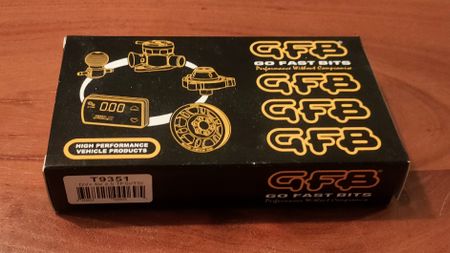 GFB
GO FAST BITS
Performance Without Compromise
GFB
GFB
GFB
000
HIGH PERFORMANCE
VEHICLE PRODUCTS
T9351
GFB
GO FAST BITS
Performance Without Compromise